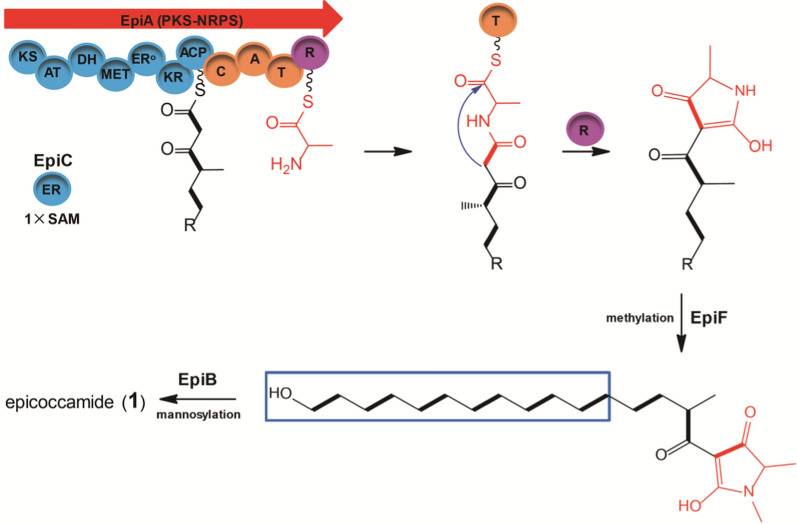 EpiA (PKS-NRPS)
KS
AT
DH
MET
ERº
KR
ACP
C
A
T
R
S
O
O
R
S
O
H₂N
EpiC
ER
1×SAM
T
S
O
HN
O
O
R
R
O
NH
OH
O
R
methylation EpiF
HO
O
O
N
HO
EpiB
mannosylation
epicoccamide (1)